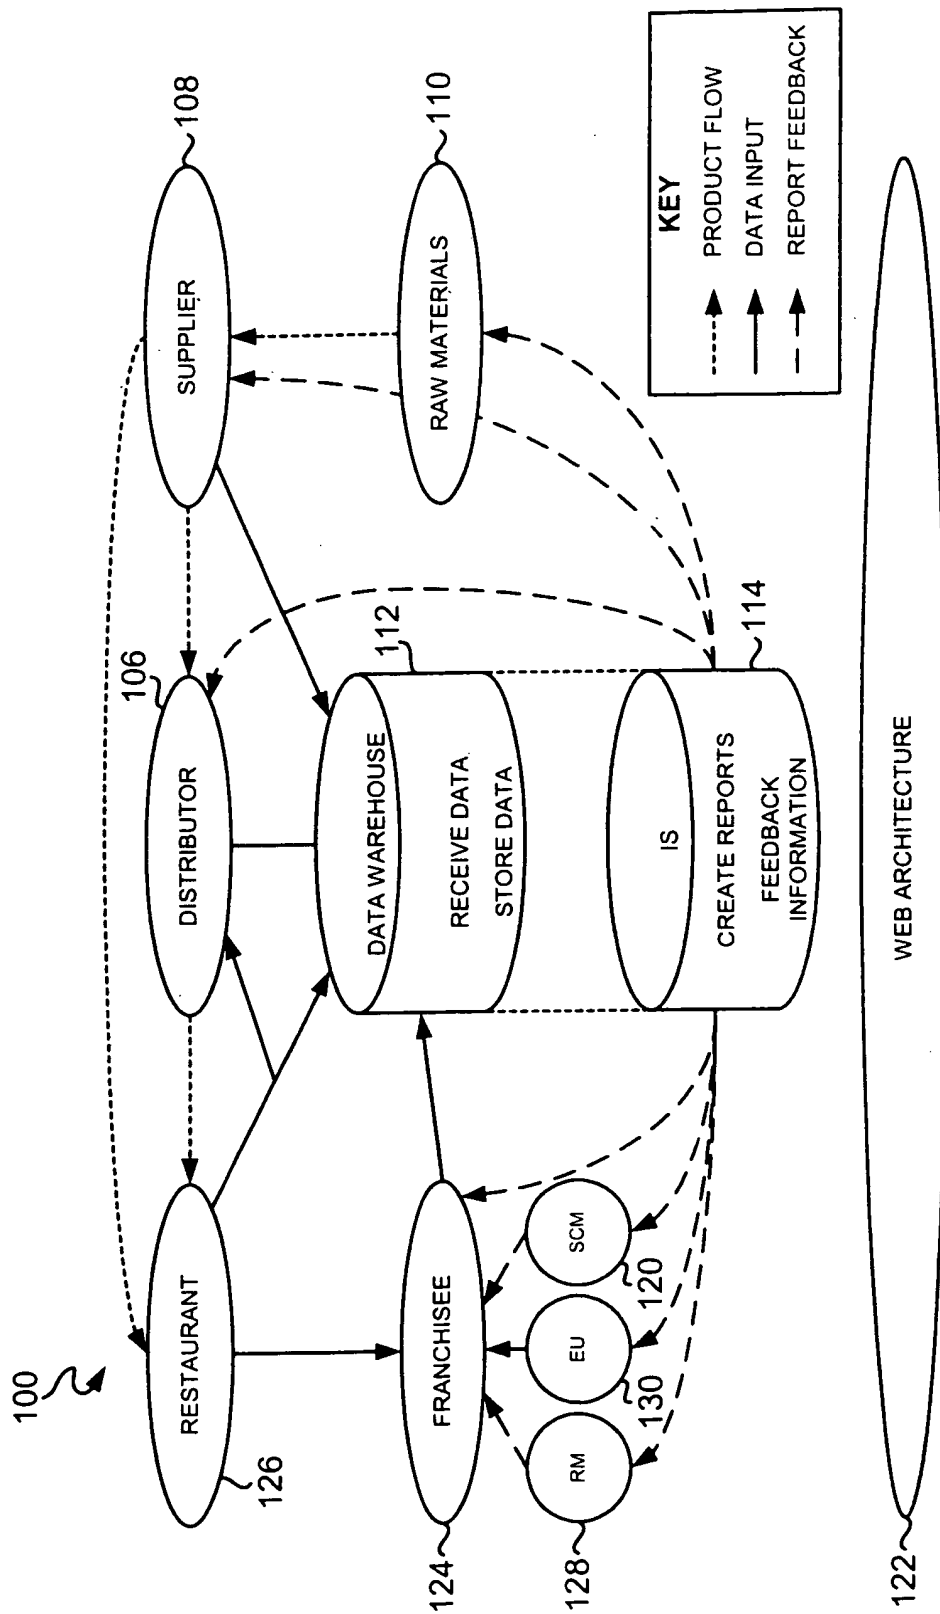 100
RESTAURANT
126
DISTRIBUTOR
106
SUPPLIER
108
FRANCHISEE
124
RM
128
EU
130
SCM
120
DATA WAREHOUSE
112
RECEIVE DATA
STORE DATA
RAW MATERIALS
110
IS
CREATE REPORTS
FEEDBACK
INFORMATION
114
KEY
PRODUCT FLOW
DATA INPUT
REPORT FEEDBACK
WEB ARCHITECTURE
122